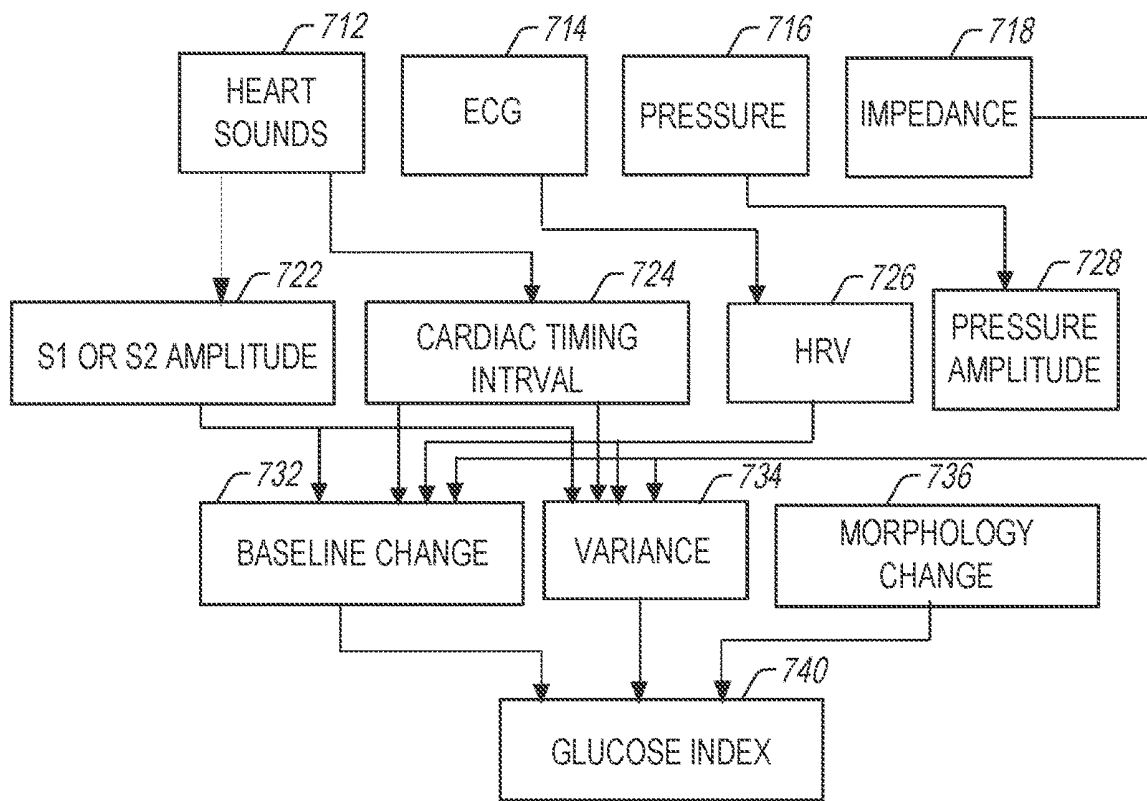 712
714
716
718
HEART
SOUNDS
ECG
PRESSURE
IMPEDANCE
722
724
726
728
S1 OR S2 AMPLITUDE
CARDIAC TIMING
INTRVAL
HRV
PRESSURE
AMPLITUDE
732
734
736
BASELINE CHANGE
VARIANCE
MORPHOLOGY
CHANGE
740
GLUCOSE INDEX